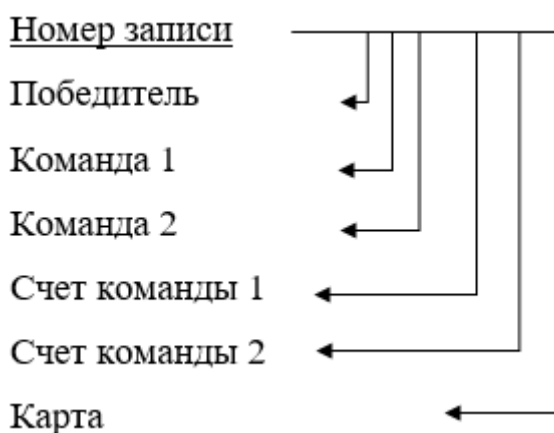 Номер записи
Победитель
Команда 1
Команда 2
Счет команды 1
Счет команды 2
Карта